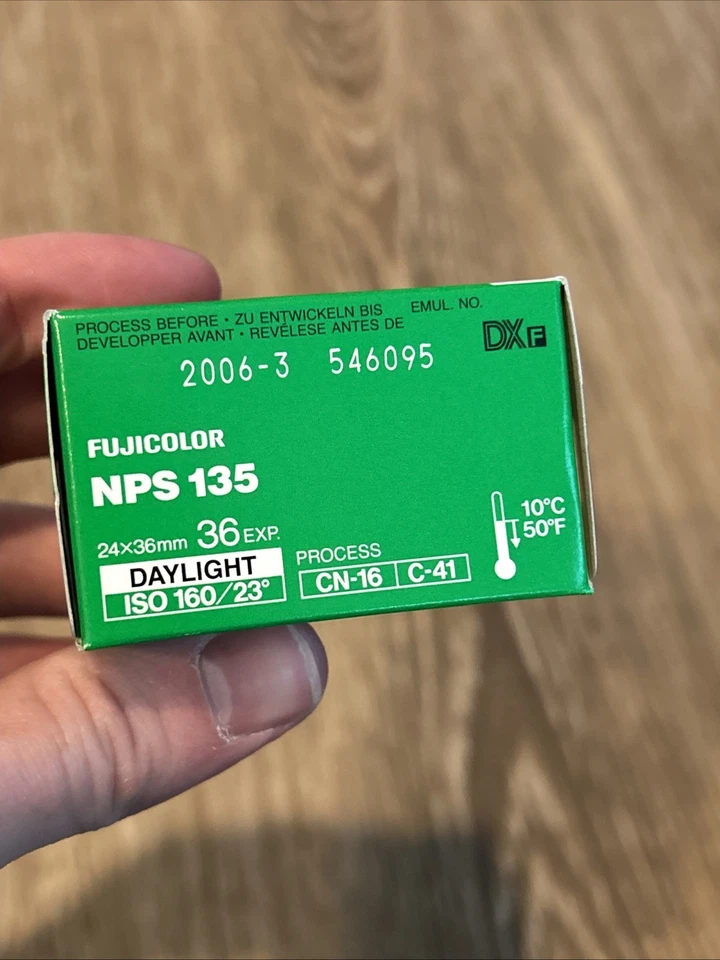 PROCESS BEFORE • ZU ENTWICKELN BIS EMUL. NO.
DEVELOPPER AVANT • REVÉLESE ANTES DE
DX F
2006-3 546095
FUJICOLOR
NPS 135
24×36mm 36 EXP.
DAYLIGHT
ISO 160/23°
PROCESS
CN-16 C-41
10°C
50°F